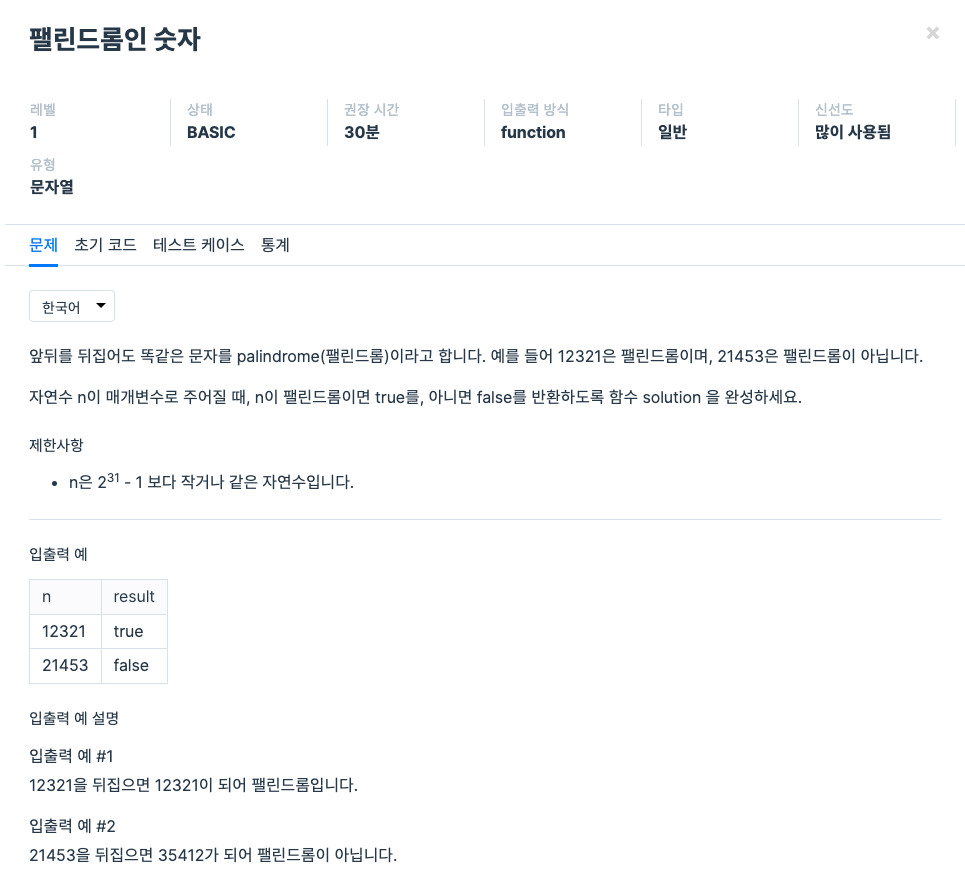 팰린드롬인 숫자
×
레벨 상태 권장 시간 입출력 방식 타입 신선도
1 BASIC 30분 function 일반 많이 사용됨
유형
문자열
문제 초기 코드 테스트 케이스 통계
한국어
앞뒤를 뒤집어도 똑같은 문자를 palindrome(팰린드롬)이라고 합니다. 예를 들어 12321은 팰린드롬이며, 21453은 팰린드롬이 아닙니다.
자연수 n이 매개변수로 주어질 때, n이 팰린드롬이면 true를, 아니면 false를 반환하도록 함수 solution 을 완성하세요.
제한사항
• n은 2³¹ - 1 보다 작거나 같은 자연수입니다.
입출력 예
n result
12321 true
21453 false
입출력 예 설명
입출력 예 #1
12321을 뒤집으면 12321이 되어 팰린드롬입니다.
입출력 예 #2
21453을 뒤집으면 35412가 되어 팰린드롬이 아닙니다.